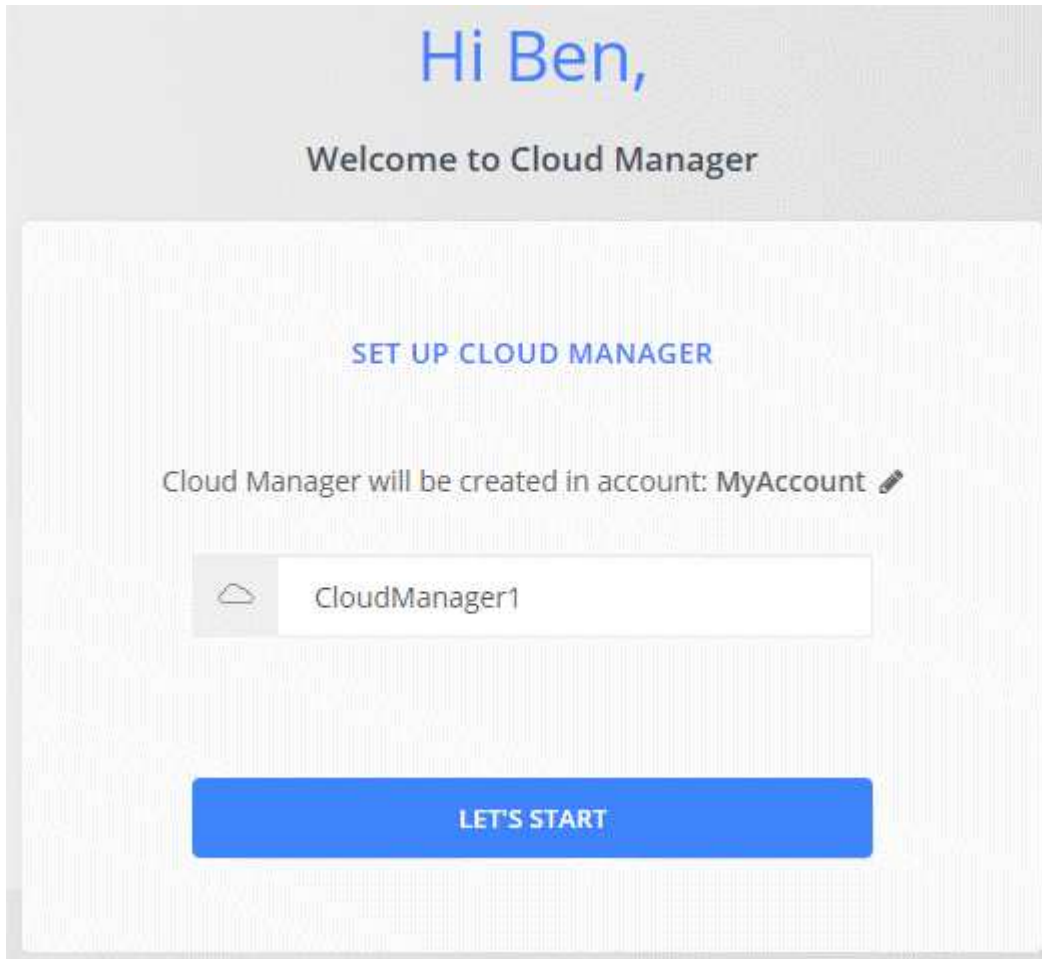 Hi Ben,
Welcome to Cloud Manager
SET UP CLOUD MANAGER
Cloud Manager will be created in account: MyAccount
CloudManager1
LET'S START